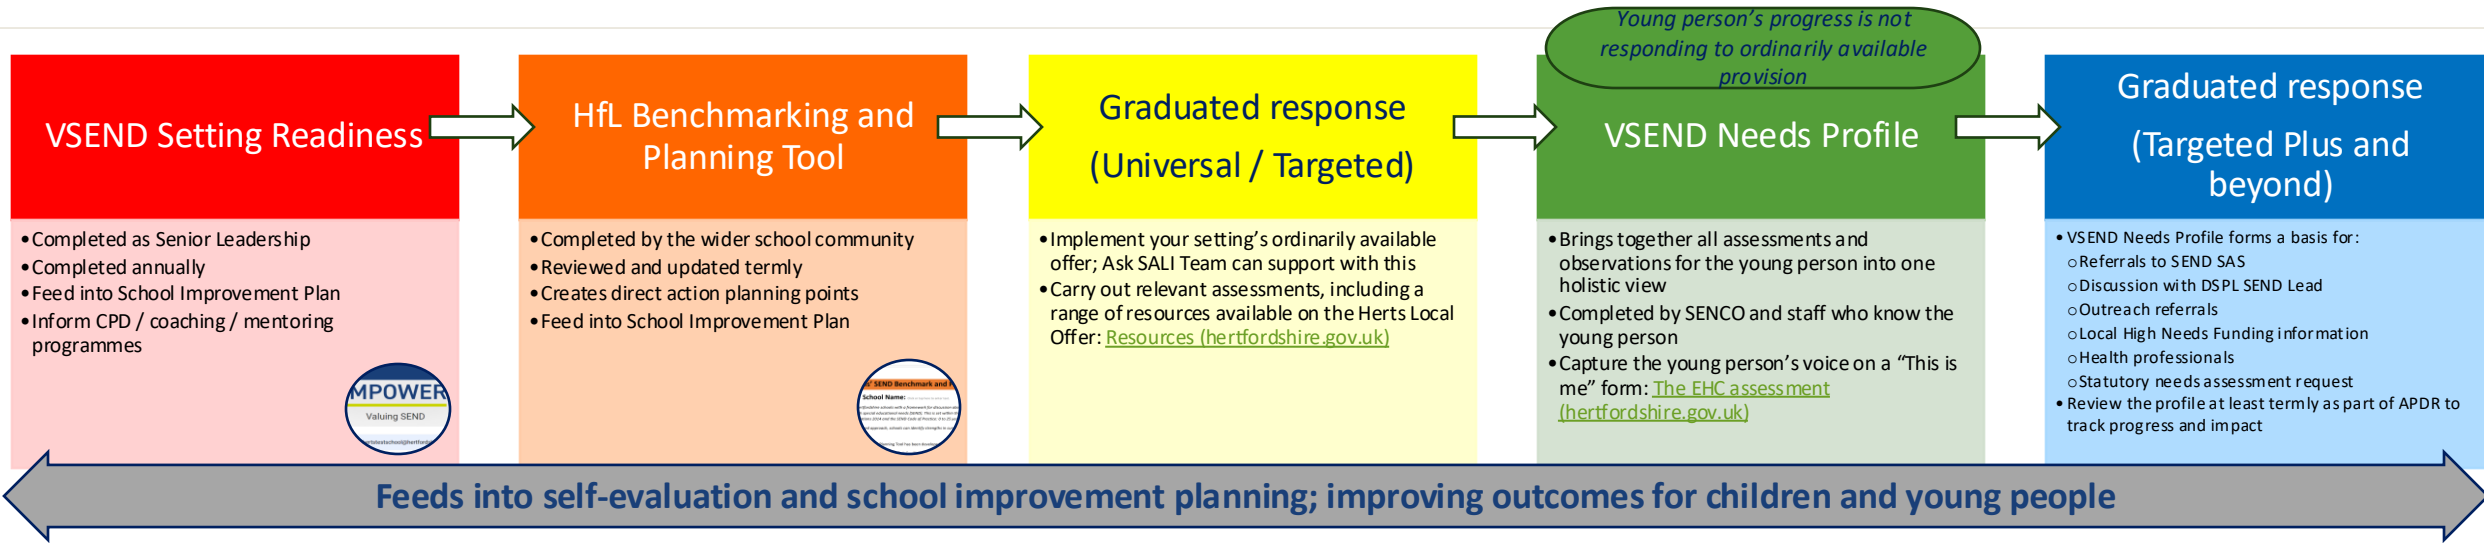 VSEND Setting Readiness
•Completed as Senior Leadership
•Completed annually
•Feed into School Improvement Plan
•Inform CPD / coaching / mentoring
programmes
MPOWER
Valuing SEND
HfL Benchmarking and
Planning Tool
•Completed by the wider school community
•Reviewed and updated termly
•Creates direct action planning points
•Feed into School Improvement Plan
SEND Benchmark and
School Name:
Graduated response
(Universal / Targeted)
•Implement your setting’s ordinarily available
offer; Ask SALI Team can support with this
•Carry out relevant assessments, including a
range of resources available on the Herts Local
Offer: Resources (hertfordshire.gov.uk)
Young person’s progress is not
responding to ordinarily available
provision
VSEND Needs Profile
•Brings together all assessments and
observations for the young person into one
holistic view
•Completed by SENCO and staff who know the
young person
•Capture the young person’s voice on a “This is
me” form: The EHC assessment
(hertfordshire.gov.uk)
Graduated response
(Targeted Plus and
beyond)
•VSEND Needs Profile forms a basis for:
oReferrals to SEND SAS
oDiscussion with DSPL SEND Lead
oOutreach referrals
oLocal High Needs Funding information
oHealth professionals
oStatutory needs assessment request
•Review the profile at least termly as part of APDR to
track progress and impact
Feeds into self-evaluation and school improvement planning; improving outcomes for children and young people